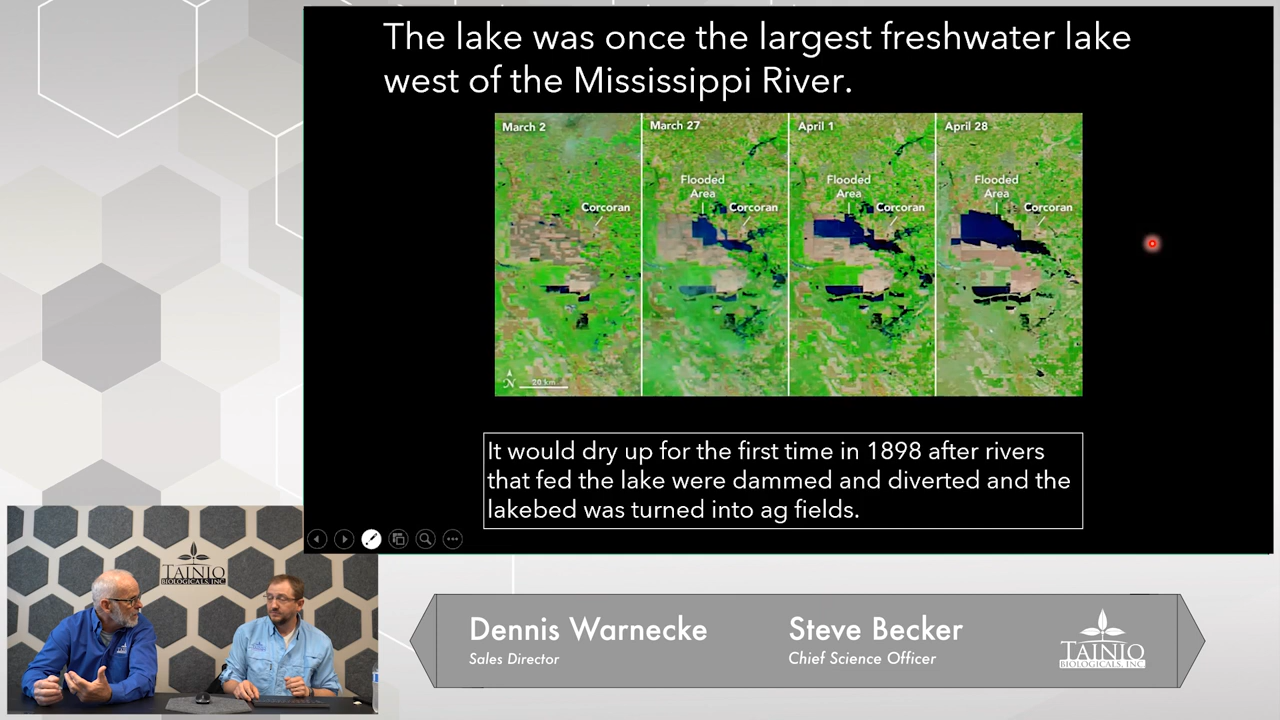 The lake was once the largest freshwater lake
west of the Mississippi River.
March 2
March 27
April 1
April 28
Flooded
Area
Flooded
Area
Flooded
Area
Corcoran
Corcoran
Corcoran
Corcoran
N
20 km
It would dry up for the first time in 1898 after rivers
that fed the lake were dammed and diverted and the
lakebed was turned into ag fields.
TAINIO
BIOLOGICALS, INC
Dennis Warnecke
Sales Director
Steve Becker
Chief Science Officer
TAINIO
BIOLOGICALS, INC